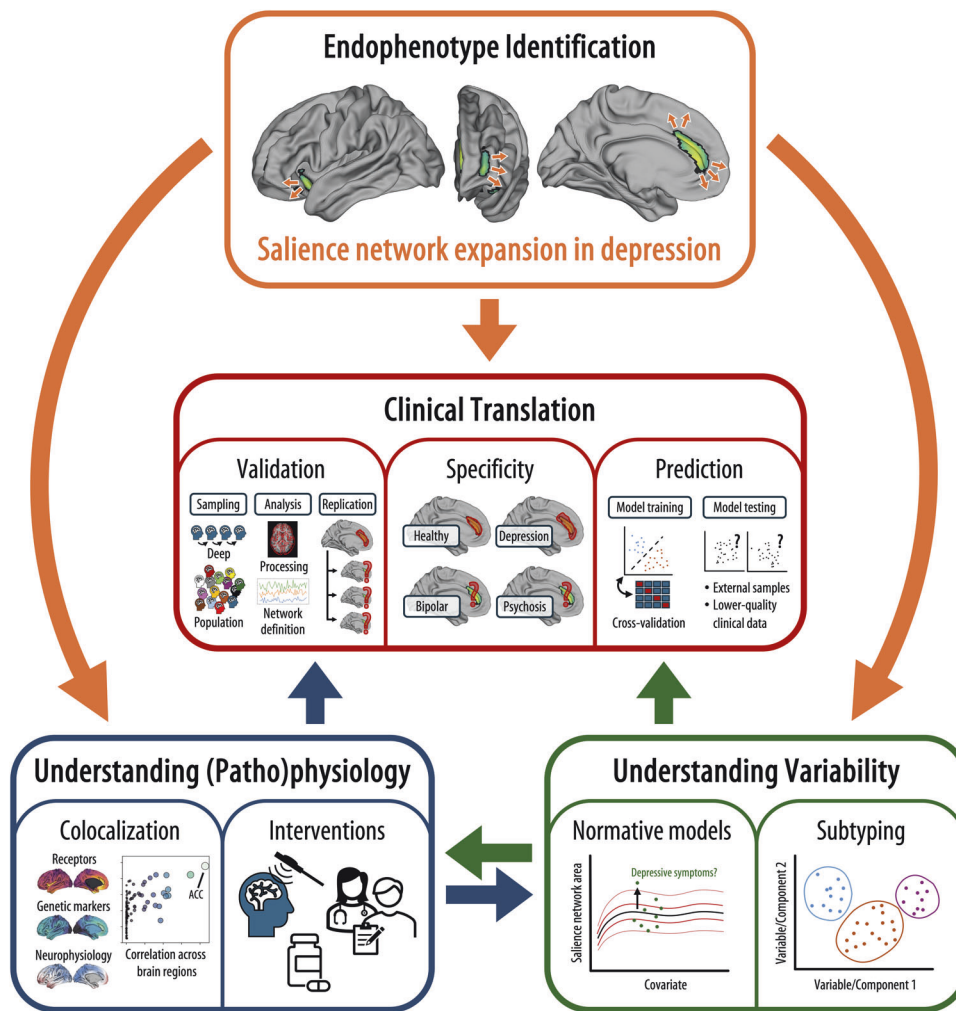 Endophenotype Identification
Salience network expansion in depression
Clinical Translation
Validation
Sampling
Analysis
Replication
Deep
Processing
Population
Network
definition
?
?
?
Specificity
Healthy
Depression
Bipolar
?
Psychosis
?
Prediction
Model training
Model testing
?
?
Cross-validation
• External samples
• Lower-quality
clinical data
Understanding (Patho)physiology
Colocalization
Receptors
Genetic markers
Neurophysiology
ACC
Correlation across
brain regions
Interventions
Understanding Variability
Normative models
Salience network area
Depressive symptoms?
Covariate
Subtyping
Variable/Component 2
Variable/Component 1